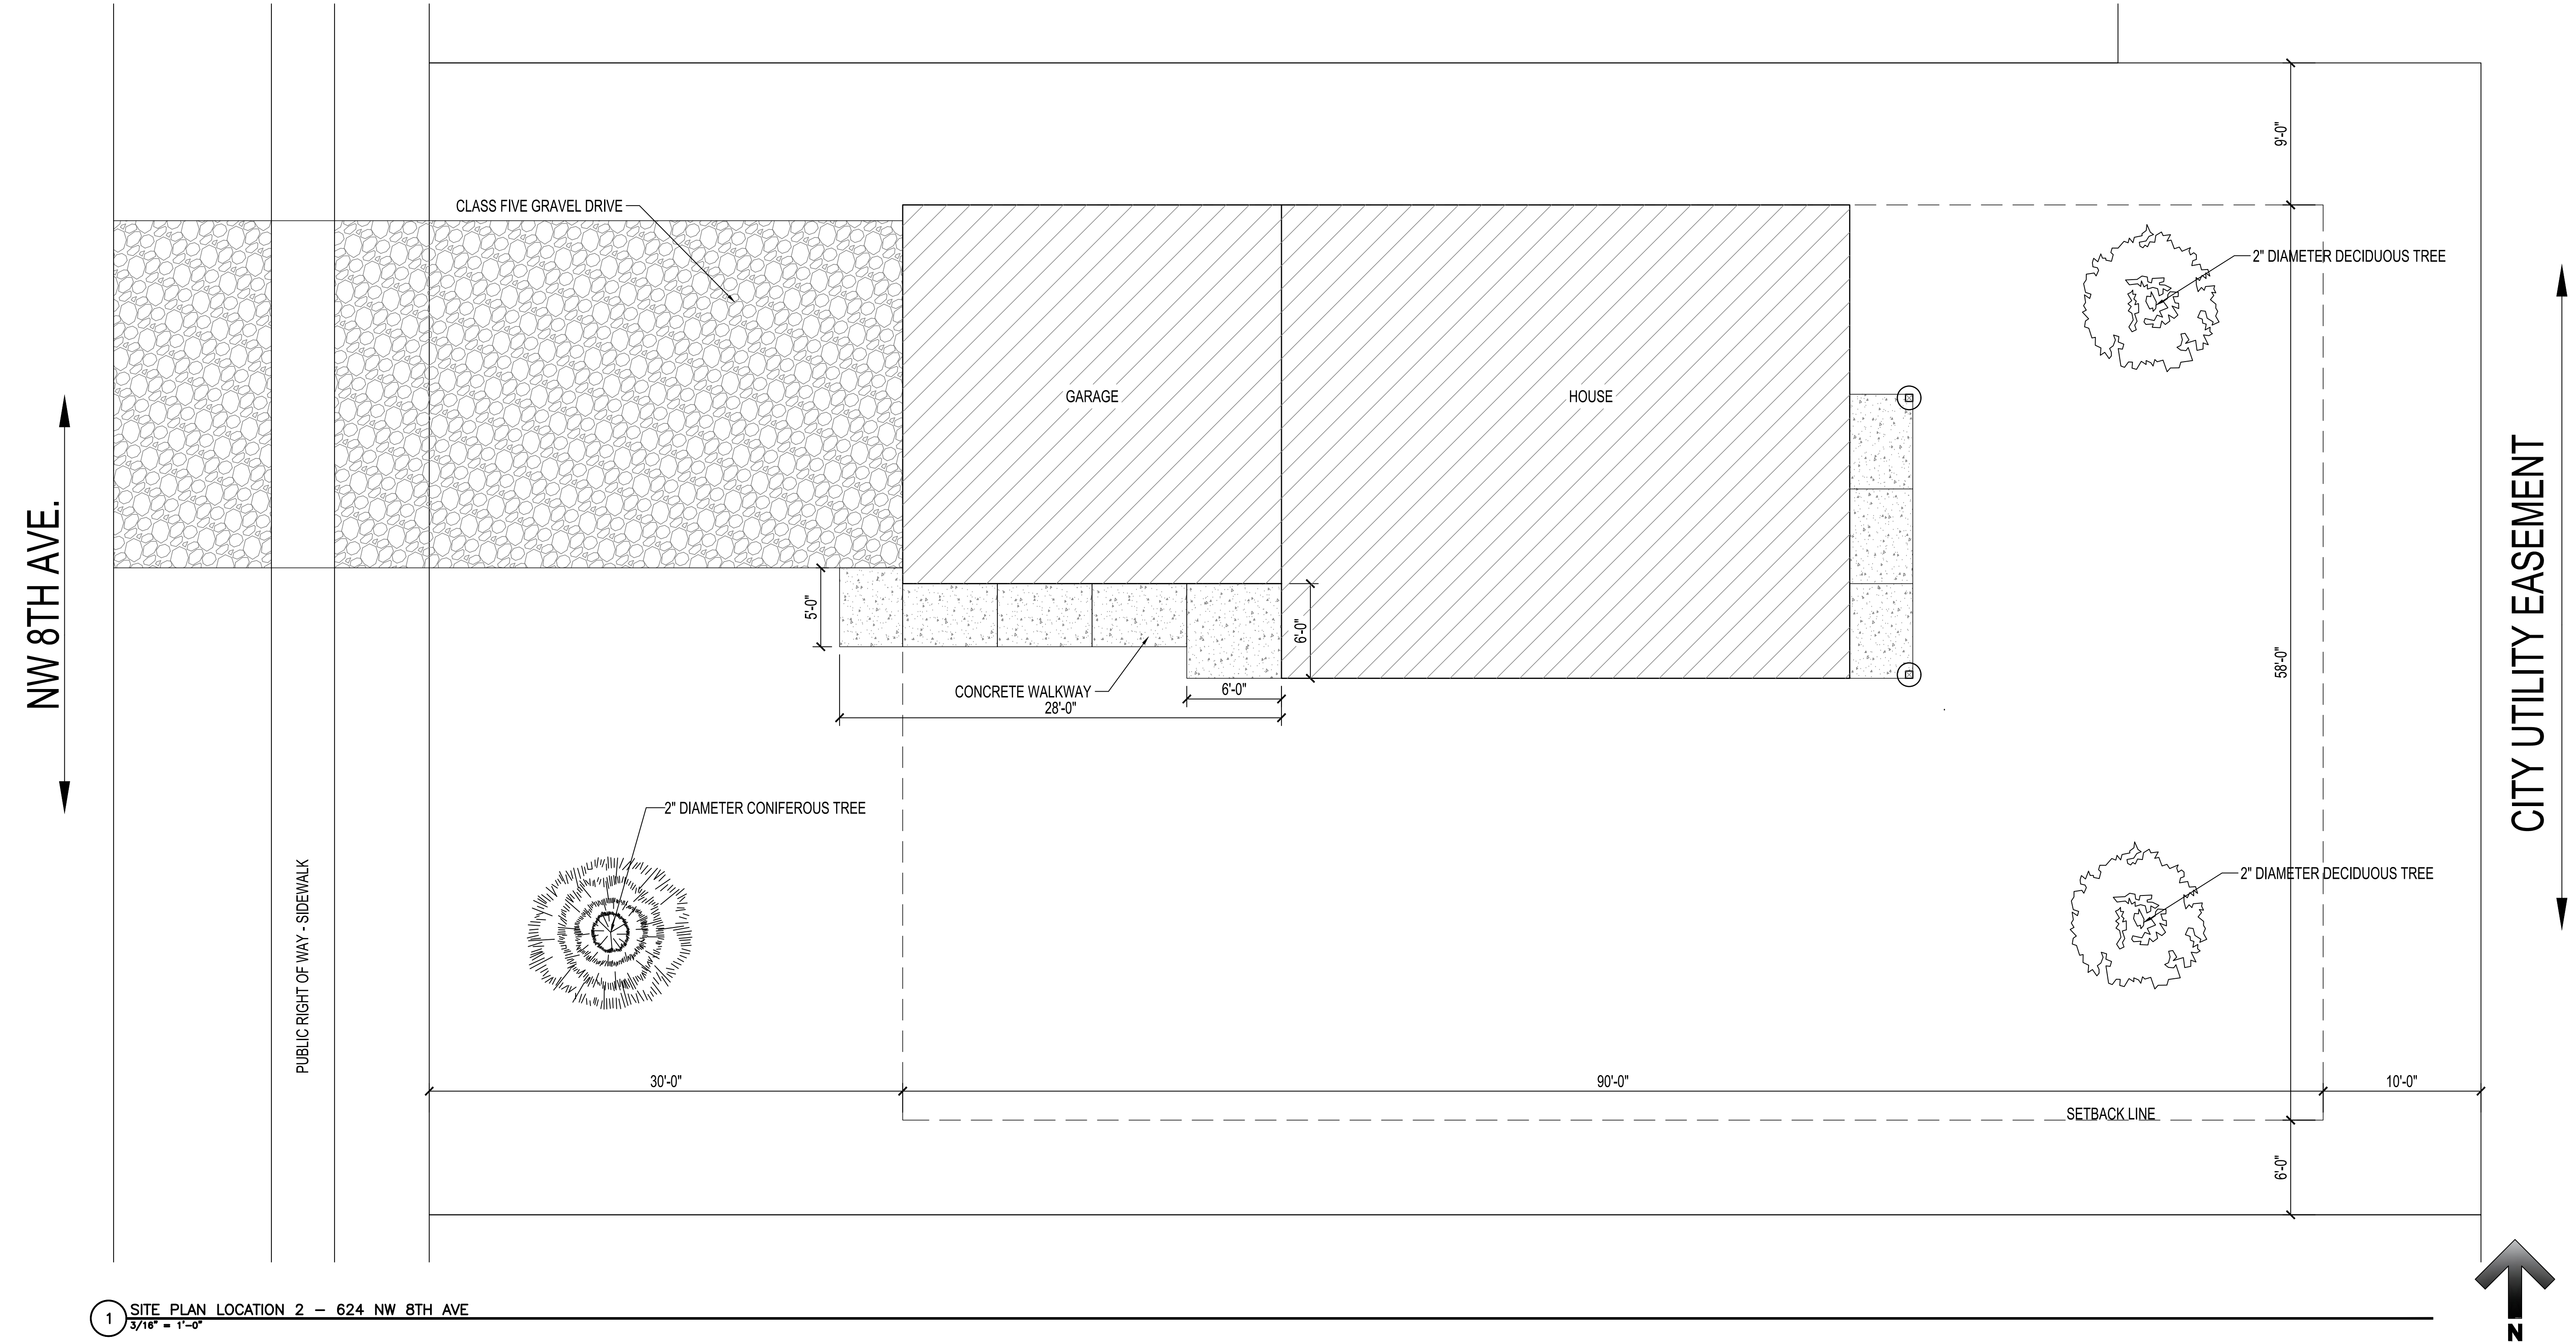 9'-0"
CLASS FIVE GRAVEL DRIVE
2" DIAMETER DECIDUOUS TREE
GARAGE
HOUSE
NW 8TH AVE.
CITY UTILITY EASEMENT
5'-0"
6'-0"
58'-0"
CONCRETE WALKWAY
6'-0"
28'-0"
2" DIAMETER CONIFEROUS TREE
2" DIAMETER DECIDUOUS TREE
PUBLIC RIGHT OF WAY - SIDEWALK
30'-0"
90'-0"
10'-0"
SETBACK LINE
6'-0"
1
SITE PLAN LOCATION 2 - 624 NW 8TH AVE
3/16" = 1'-0"
N